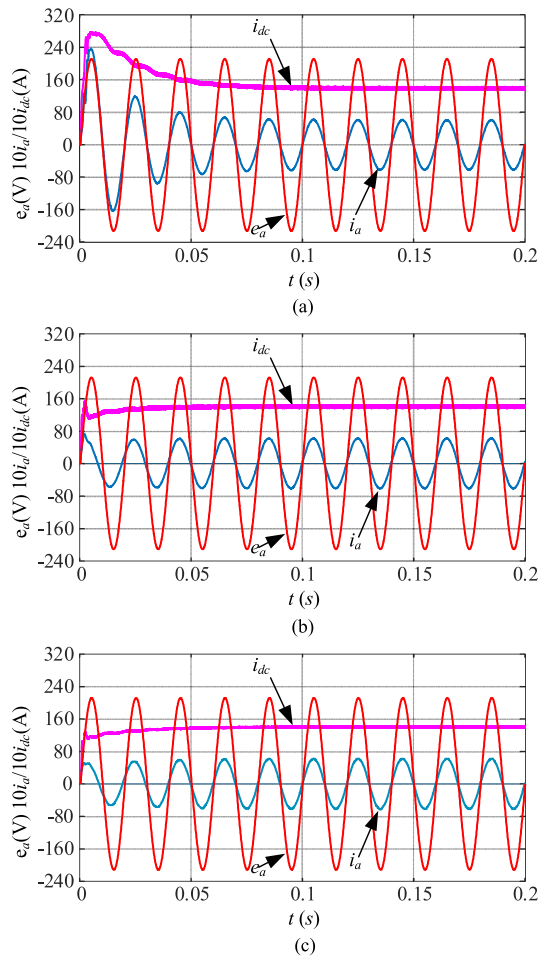 e_a(V) 10i_a/10i_dc(A)
320
240
160
80
0
-80
-160
-240
i_dc
e_a
i_a
0 0.05 0.1 0.15 0.2
t (s)
(a)
e_a(V) 10i_a/10i_dc(A)
320
240
160
80
0
-80
-160
-240
i_dc
e_a
i_a
0 0.05 0.1 0.15 0.2
t (s)
(b)
e_a(V) 10i_a/10i_dc(A)
320
240
160
80
0
-80
-160
-240
i_dc
e_a
i_a
0 0.05 0.1 0.15 0.2
t (s)
(c)